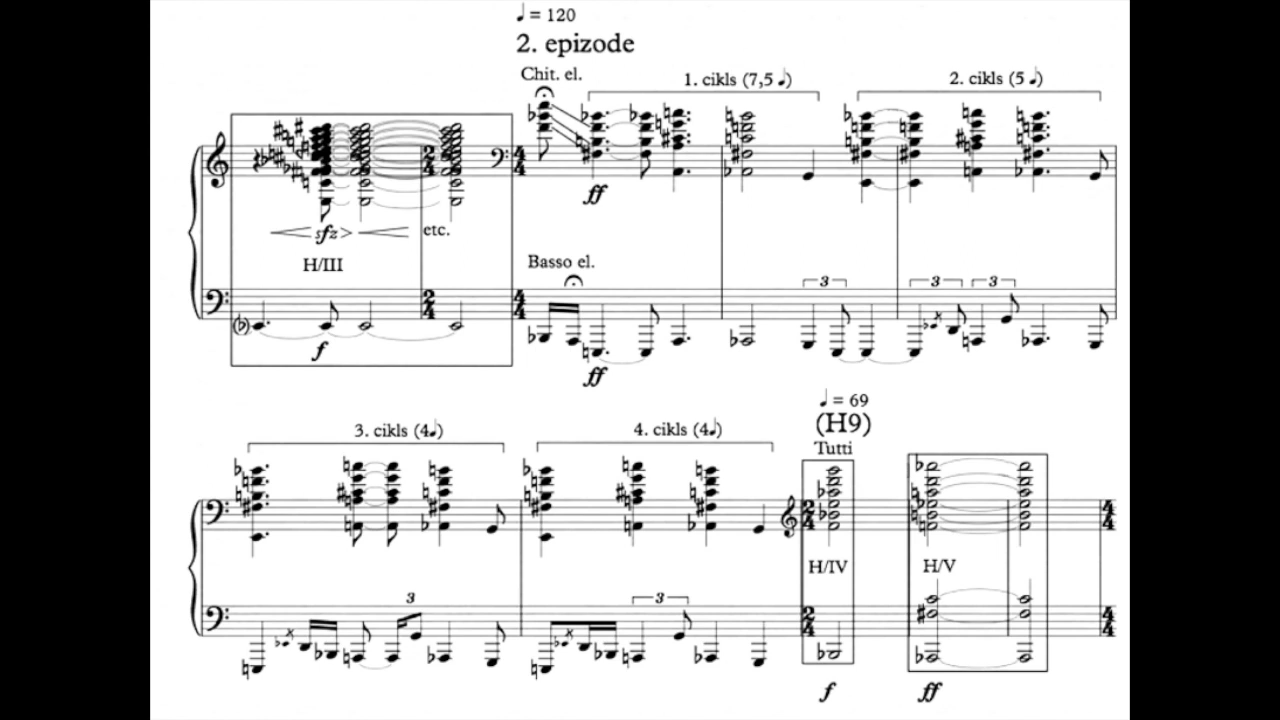 ♩ = 120
2. epizode
Chit. el.
1. cikls (7,5 ♩)
2. cikls (5 ♩)
ff
sfz
etc.
H/III
Basso el.
3
3
3
f
ff
♩ = 69
(H9)
3. cikls (4♩)
4. cikls (4♩)
Tutti
H/IV
H/V
3
3
f
ff